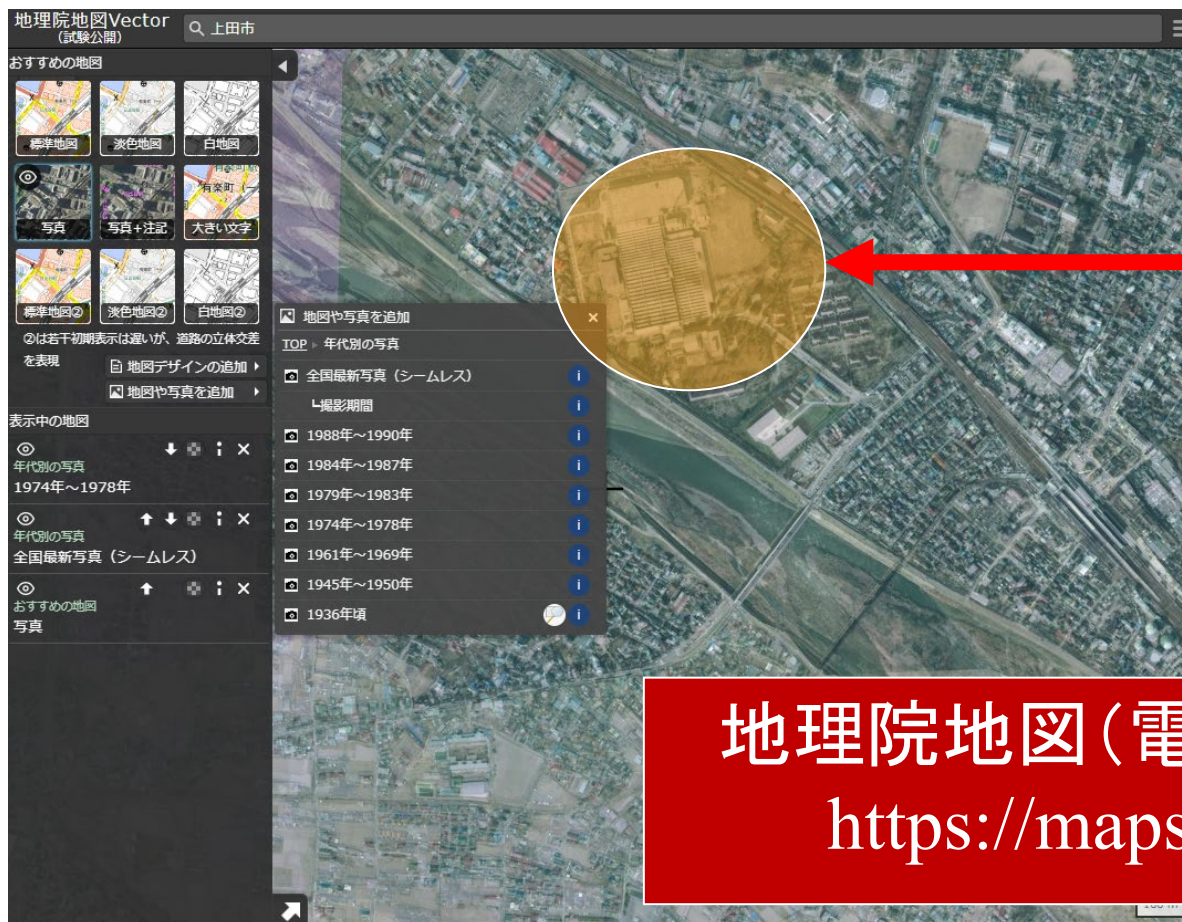 地理院地図Vector
(試験公開)
上田市
おすすめの地図
標準地図
淡色地図
白地図
写真
写真+注記
大きい文字
有楽町 (一
標準地図②
淡色地図②
白地図②
②は若干初期表示は違いが、道路の立体交差
を表現
地図デザインの追加
地図や写真を追加
表示中の地図
年代別の写真
1974年～1978年
年代別の写真
全国最新写真（シームレス）
おすすめの地図
写真
地図や写真を追加
TOP 年代別の写真
全国最新写真（シームレス）
┗撮影期間
1988年～1990年
1984年～1987年
1979年～1983年
1974年～1978年
1961年～1969年
1945年～1950年
1936年頃
地理院地図（電
https://maps